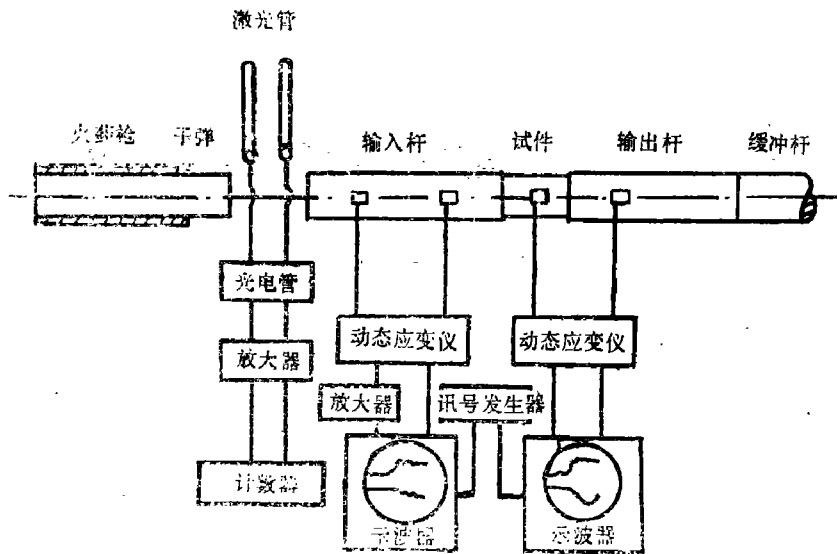 激光管
火药枪
子弹
输入杆
试件
输出杆
缓冲杆
光电管
放大器
计数器
动态应变仪
动态应变仪
放大器
讯号发生器
示波器
示波器